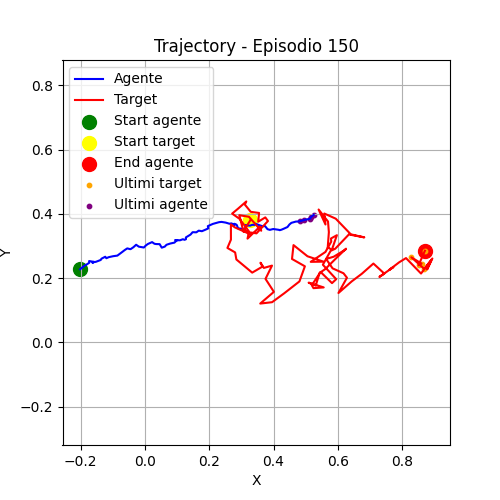 Trajectory - Episodio 150
Agente
Target
Start agente
Start target
End agente
Ultimi target
Ultimi agente
0.8
0.6
0.4
0.2
0.0
−0.2
Y
−0.2 0.0 0.2 0.4 0.6 0.8
X